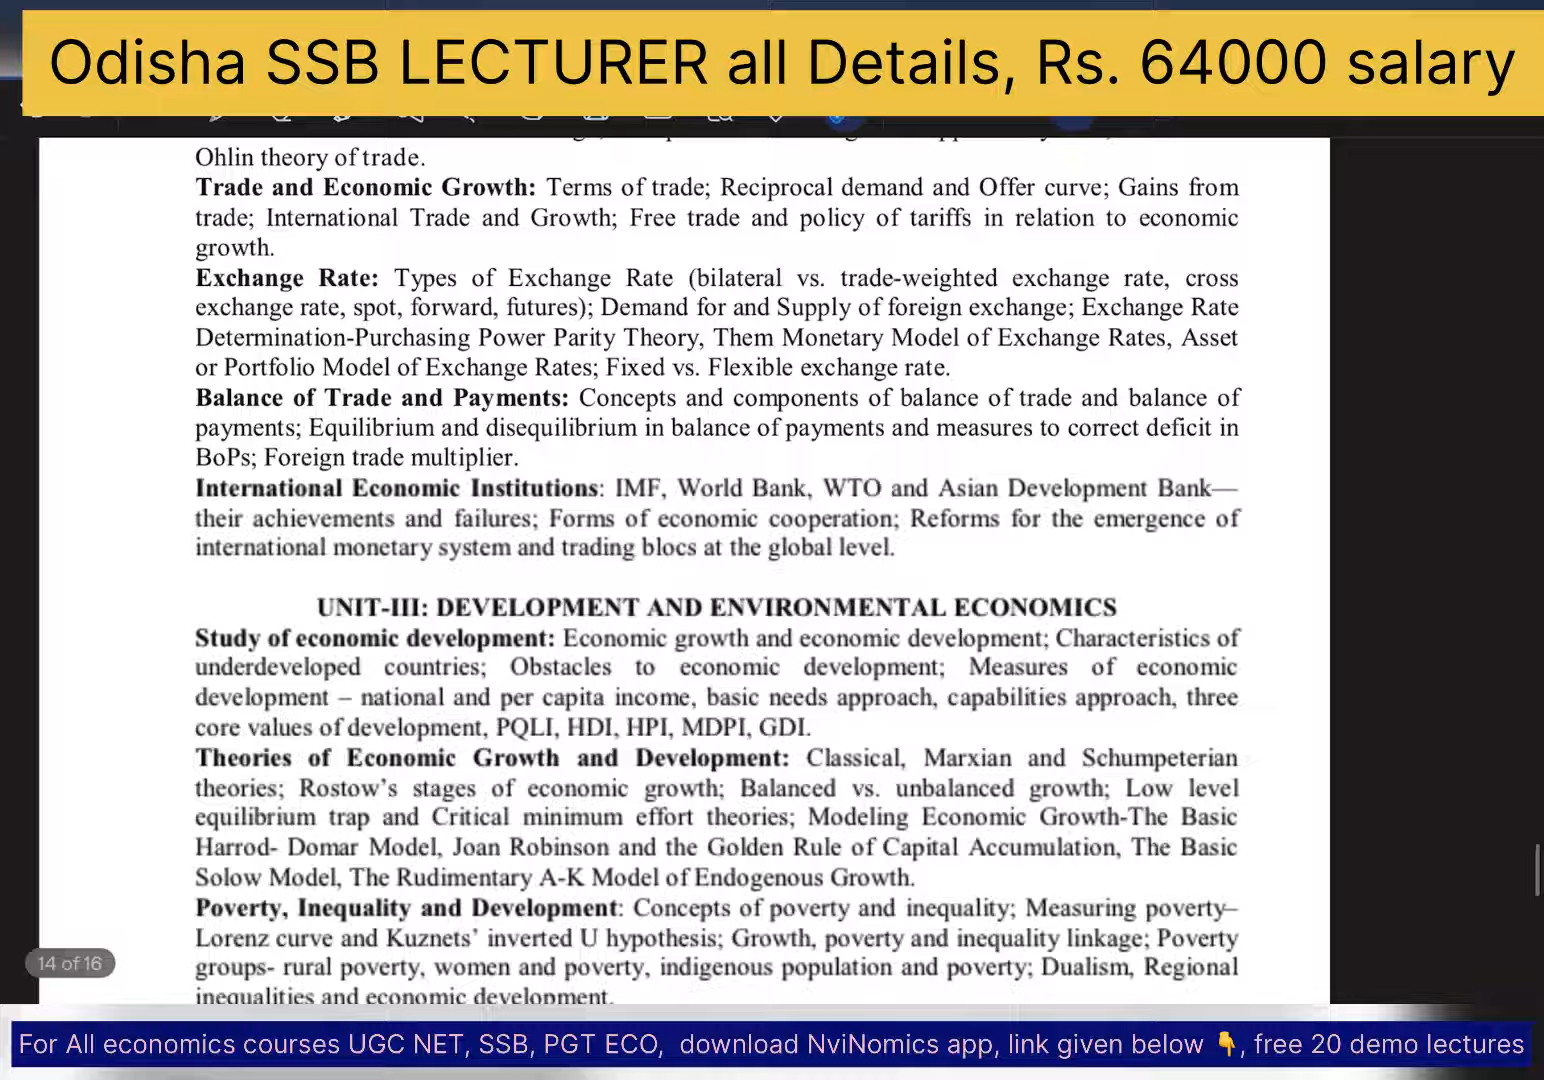 Odisha SSB LECTURER all Details, Rs. 64000 salary
Ohlin theory of trade.
Trade and Economic Growth: Terms of trade; Reciprocal demand and Offer curve; Gains from
trade; International Trade and Growth; Free trade and policy of tariffs in relation to economic
growth.
Exchange Rate: Types of Exchange Rate (bilateral vs. trade-weighted exchange rate, cross
exchange rate, spot, forward, futures); Demand for and Supply of foreign exchange; Exchange Rate
Determination-Purchasing Power Parity Theory, Them Monetary Model of Exchange Rates, Asset
or Portfolio Model of Exchange Rates; Fixed vs. Flexible exchange rate.
Balance of Trade and Payments: Concepts and components of balance of trade and balance of
payments; Equilibrium and disequilibrium in balance of payments and measures to correct deficit in
BoPs; Foreign trade multiplier.
International Economic Institutions: IMF, World Bank, WTO and Asian Development Bank—
their achievements and failures; Forms of economic cooperation; Reforms for the emergence of
international monetary system and trading blocs at the global level.
UNIT-III: DEVELOPMENT AND ENVIRONMENTAL ECONOMICS
Study of economic development: Economic growth and economic development; Characteristics of
underdeveloped countries; Obstacles to economic development; Measures of economic
development – national and per capita income, basic needs approach, capabilities approach, three
core values of development, PQLI, HDI, HPI, MDPI, GDI.
Theories of Economic Growth and Development: Classical, Marxian and Schumpeterian
theories; Rostow's stages of economic growth; Balanced vs. unbalanced growth; Low level
equilibrium trap and Critical minimum effort theories; Modeling Economic Growth-The Basic
Harrod- Domar Model, Joan Robinson and the Golden Rule of Capital Accumulation, The Basic
Solow Model, The Rudimentary A-K Model of Endogenous Growth.
Poverty, Inequality and Development: Concepts of poverty and inequality; Measuring poverty–
Lorenz curve and Kuznets' inverted U hypothesis; Growth, poverty and inequality linkage; Poverty
groups- rural poverty, women and poverty, indigenous population and poverty; Dualism, Regional
inequalities and economic development.
14 of 16
For All economics courses UGC NET, SSB, PGT ECO, download NviNomics app, link given below 👇, free 20 demo lectures